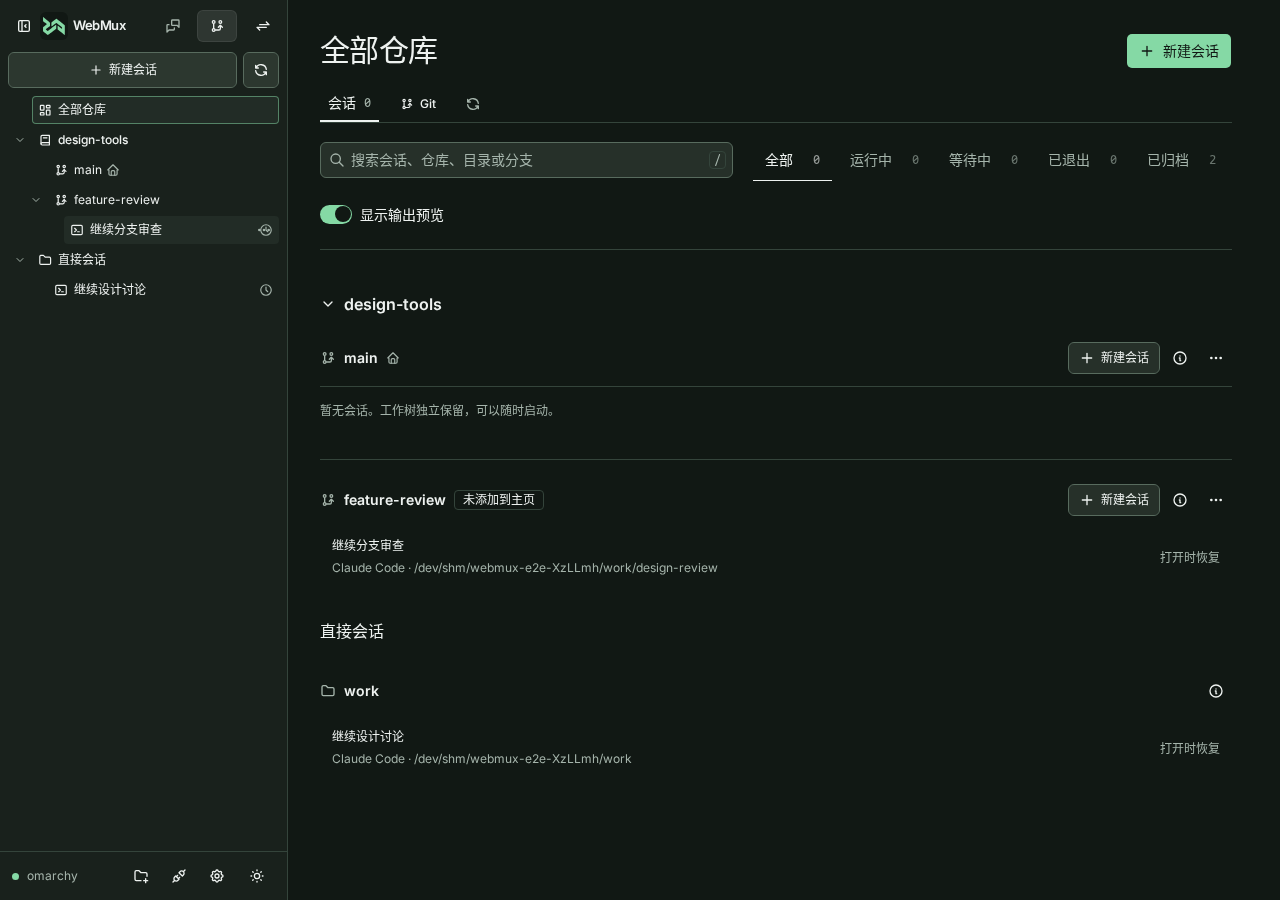 WebMux
新建会话
全部仓库
design-tools
main
feature-review
继续分支审查
直接会话
继续设计讨论
omarchy
全部仓库
新建会话
会话 0
Git
搜索会话、仓库、目录或分支 /
全部 0 运行中 0 等待中 0 已退出 0 已归档 2
显示输出预览
design-tools
main
新建会话
暂无会话。工作树独立保留，可以随时启动。
feature-review 未添加到主页
新建会话
继续分支审查
Claude Code · /dev/shm/webmux-e2e-XzLLmh/work/design-review
打开时恢复
直接会话
work
继续设计讨论
Claude Code · /dev/shm/webmux-e2e-XzLLmh/work
打开时恢复